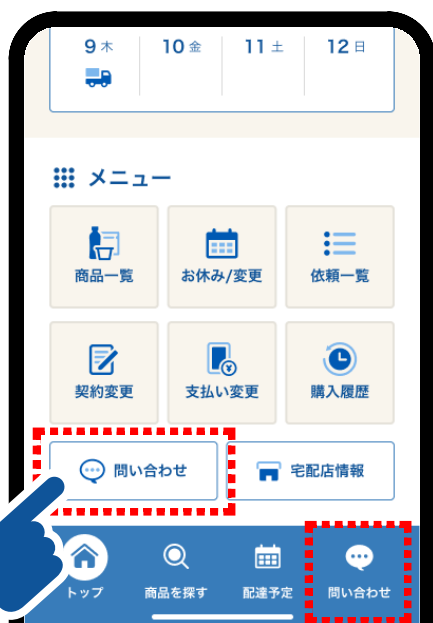 9 木 10 金 11 土 12 日
メニュー
商品一覧 お休み/変更 依頼一覧
契約変更 支払い変更 購入履歴
問い合わせ 宅配店情報
トップ 商品を探す 配達予定 問い合わせ